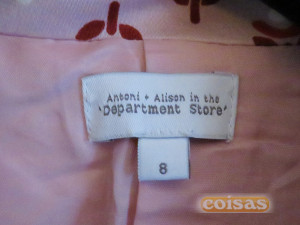 Antoni + Alison in the
'Department Store'
8
coisas